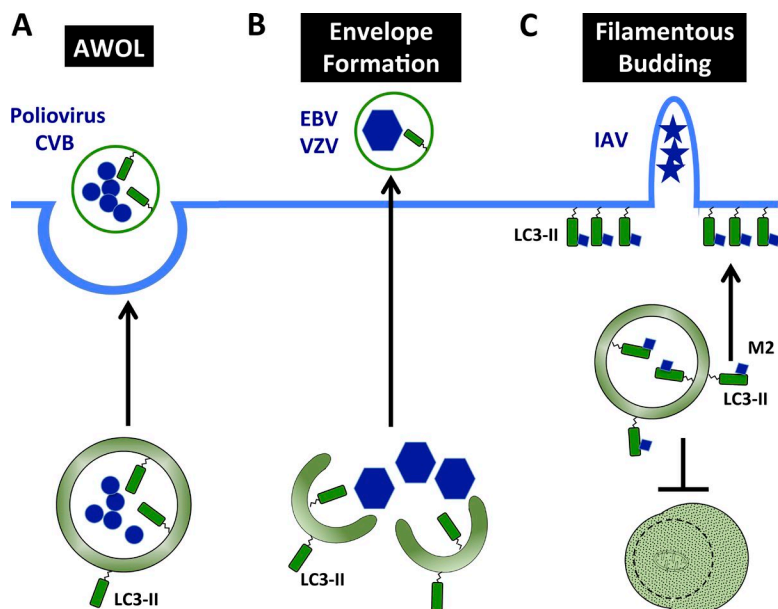 A
AWOL
Poliovirus
CVB
LC3-II
B
Envelope
Formation
EBV
VZV
LC3-II
C
Filamentous
Budding
IAV
LC3-II
M2
LC3-II